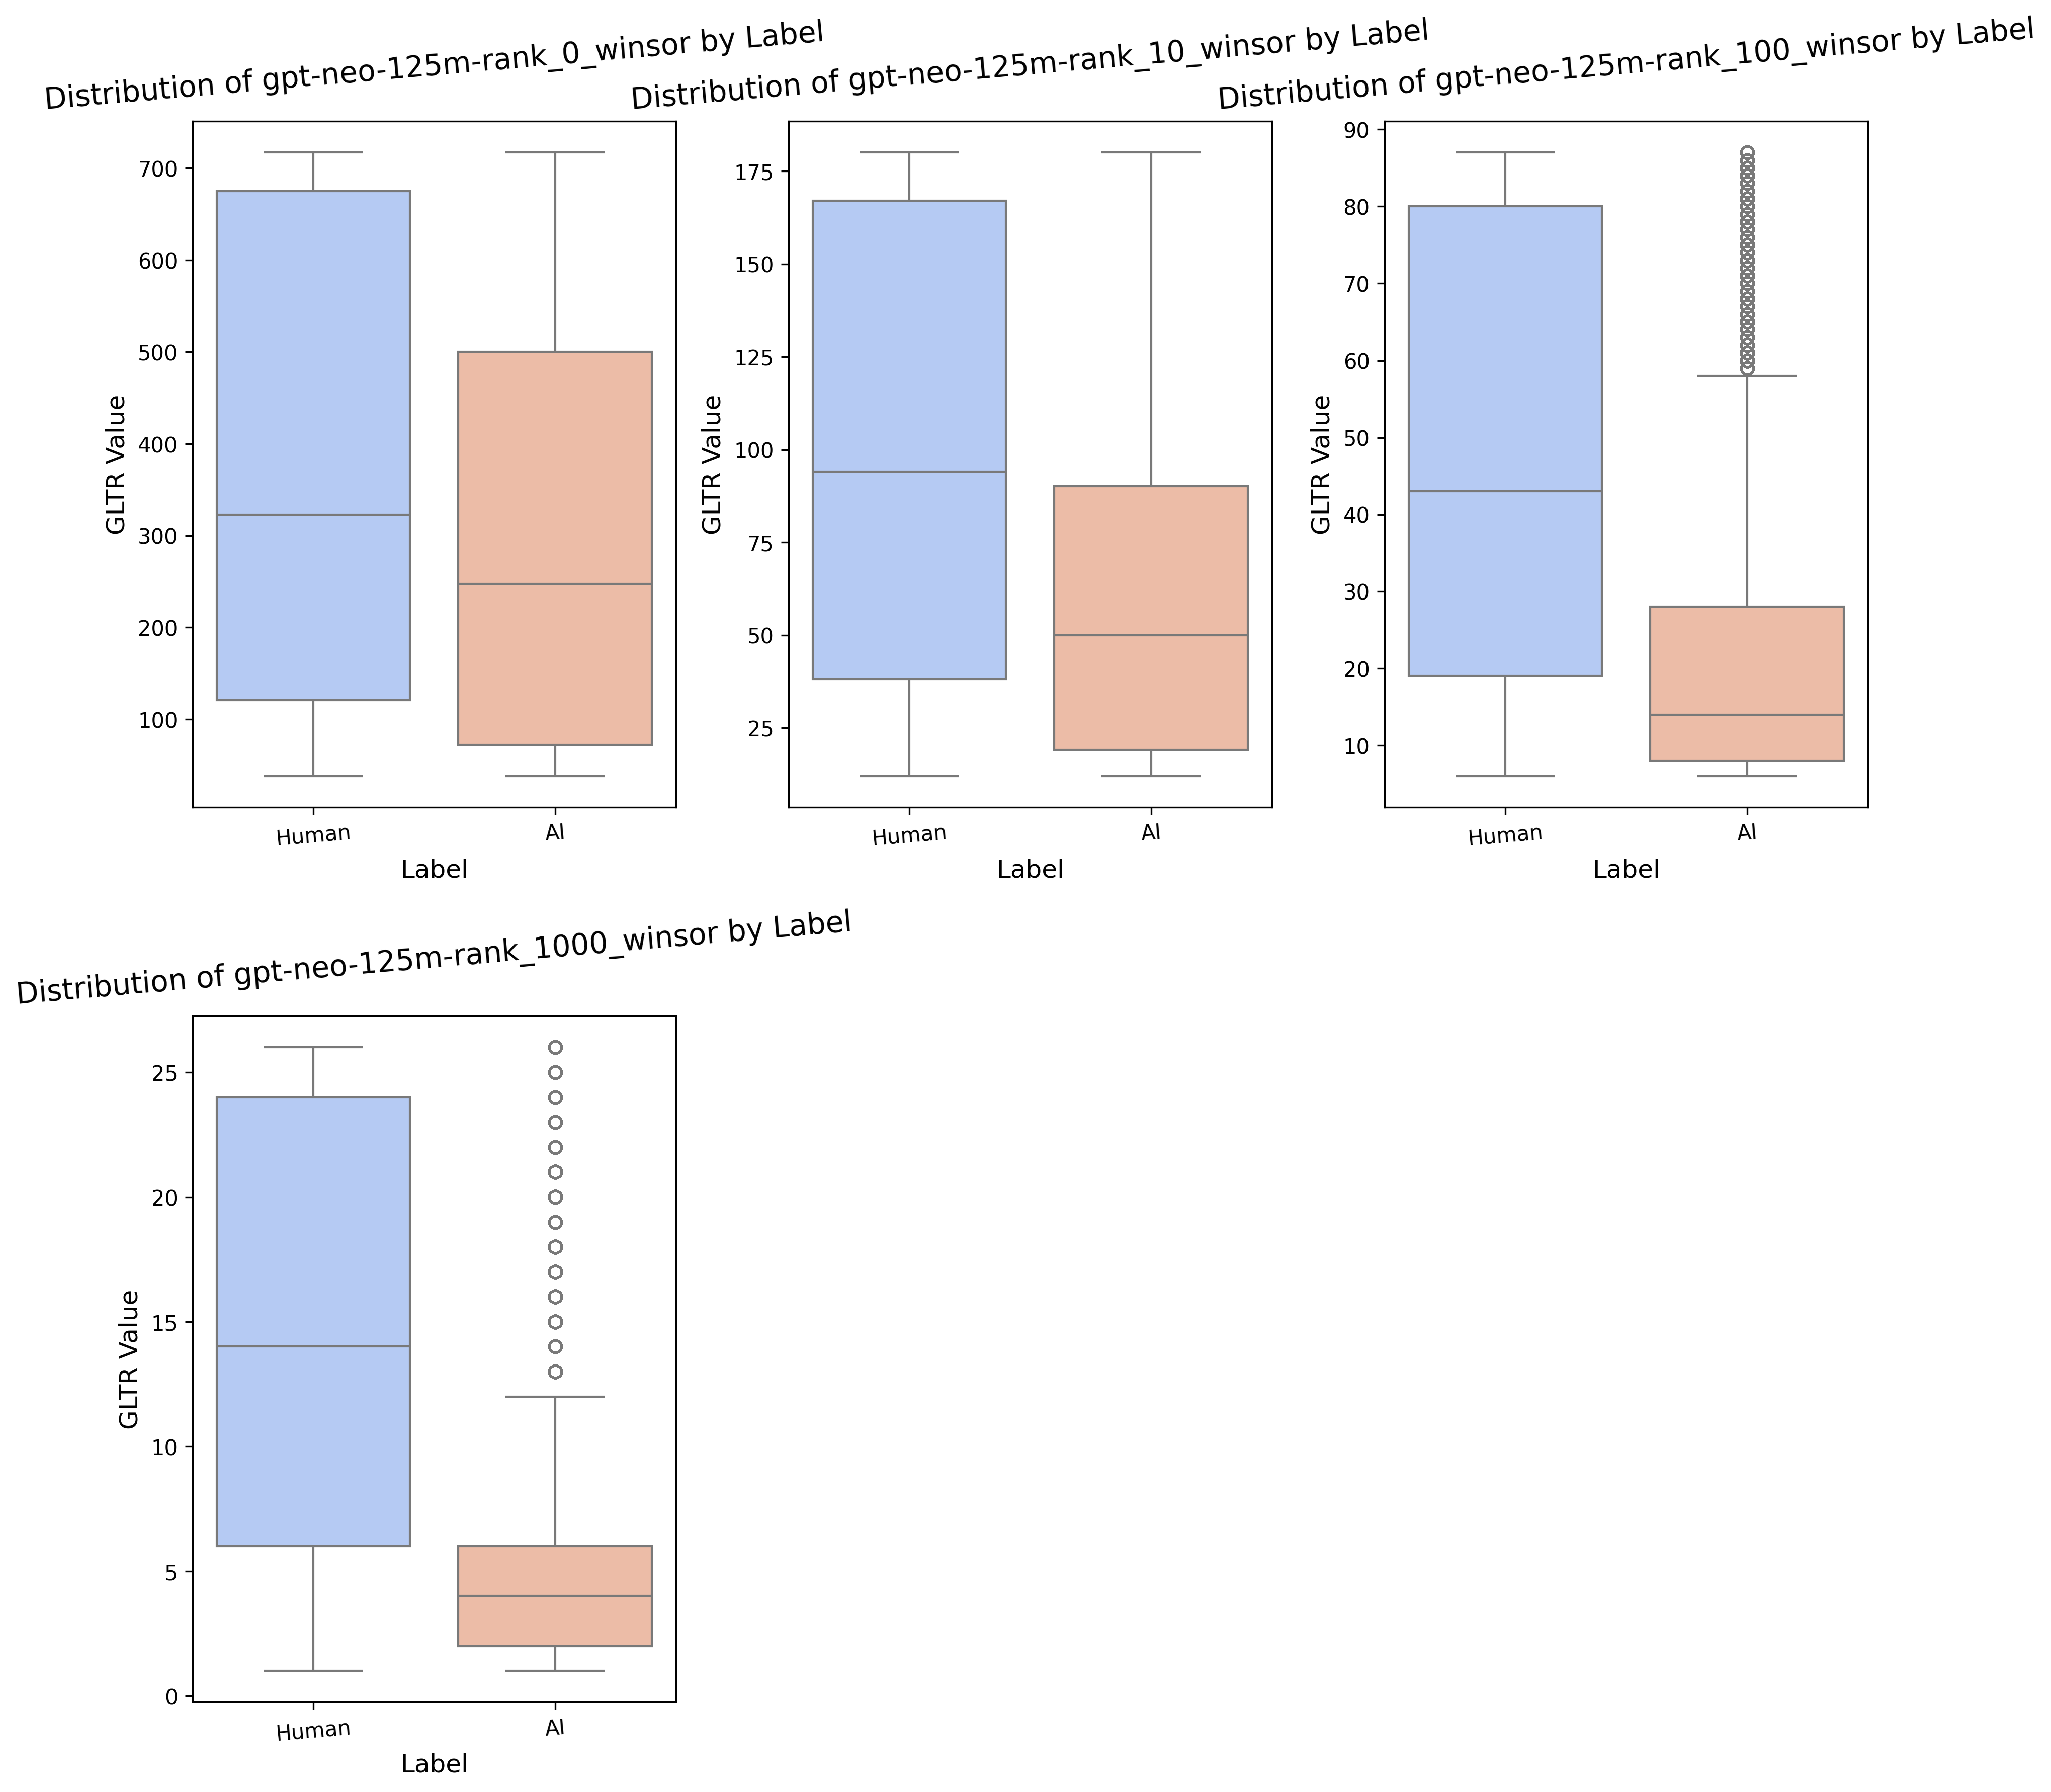 Distribution of gpt-neo-125m-rank_0_winsor by Label
700
600
500
400
300
200
100
GLTR Value
Human
AI
Label
Distribution of gpt-neo-125m-rank_10_winsor by Label
175
150
125
100
75
50
25
GLTR Value
Human
AI
Label
Distribution of gpt-neo-125m-rank_100_winsor by Label
90
80
70
60
50
40
30
20
10
GLTR Value
Human
AI
Label
Distribution of gpt-neo-125m-rank_1000_winsor by Label
25
20
15
10
5
0
GLTR Value
Human
AI
Label